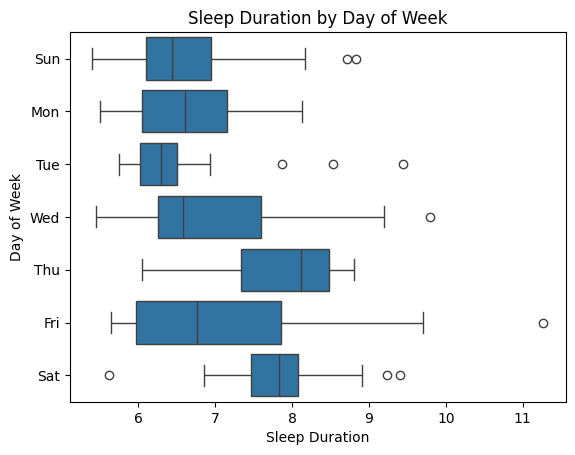 Sleep Duration by Day of Week
Day of Week
Sun
Mon
Tue
Wed
Thu
Fri
Sat
6 7 8 9 10 11
Sleep Duration